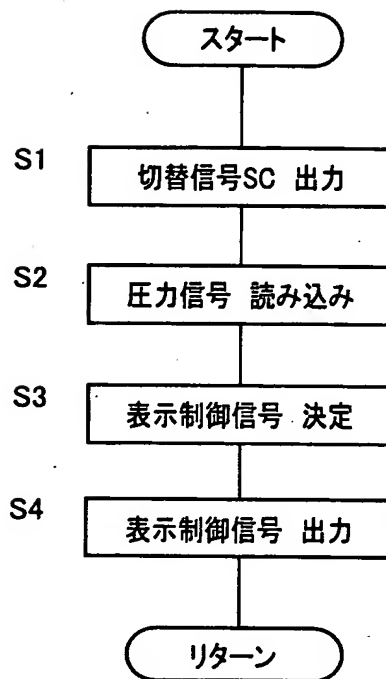 スタート
S1
切替信号SC 出力
S2
圧力信号 読み込み
S3
表示制御信号 決定
S4
表示制御信号 出力
リターン